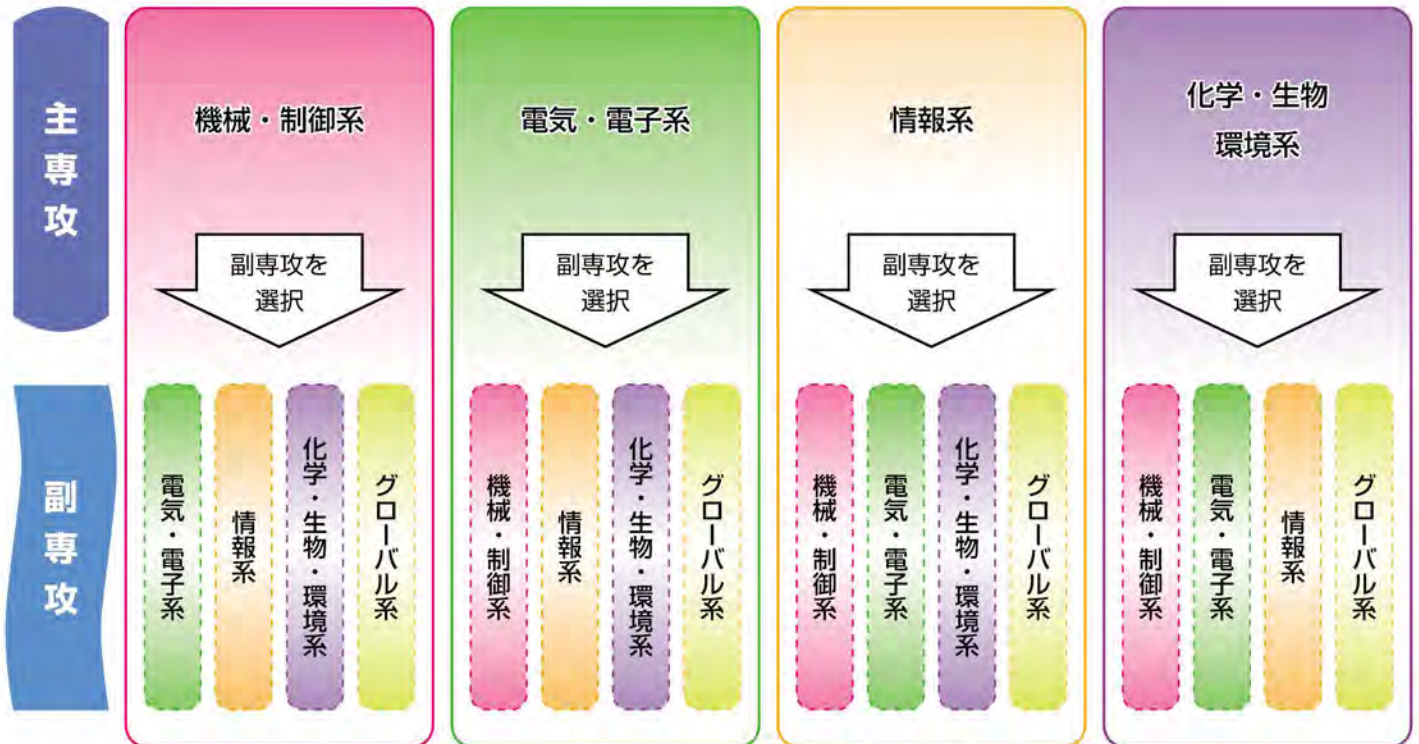 主専攻
機械・制御系
副専攻を
選択
電気・電子系
副専攻を
選択
情報系
副専攻を
選択
化学・生物
環境系
副専攻を
選択
副専攻
電気・電子系
情報系
化学・生物・環境系
グローバル系
機械・制御系
情報系
化学・生物・環境系
グローバル系
機械・制御系
電気・電子系
化学・生物・環境系
グローバル系
機械・制御系
電気・電子系
情報系
グローバル系